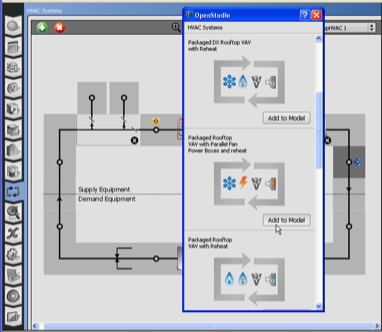 HVAC Systems
OpenStudio
HVAC Systems
Packaged DX Rooftop VAV
with Reheat
Add to Model
Packaged Rooftop
VAV with Parallel Fan
Power Boxes and reheat
Add to Model
Packaged Rooftop
VAV with Reheat
Supply Equipment
Demand Equipment